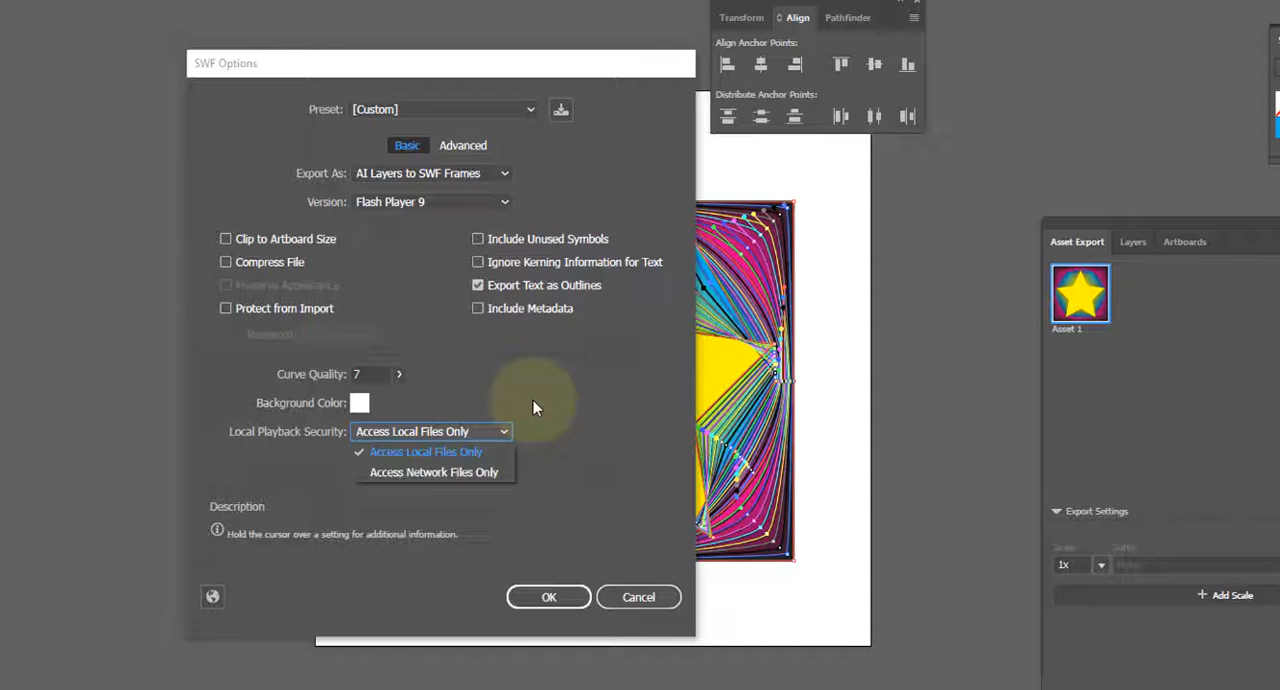 Transform
Align
Pathfinder
Align Anchor Points:
Distribute Anchor Points:
SWF Options
Preset: [Custom]
Basic
Advanced
Export As: AI Layers to SWF Frames
Version: Flash Player 9
Clip to Artboard Size
Include Unused Symbols
Compress File
Ignore Kerning Information for Text
Preserve Appearance
Export Text as Outlines
Protect from Import
Include Metadata
Password:
Curve Quality: 7
Background Color:
Local Playback Security: Access Local Files Only
Access Local Files Only
Access Network Files Only
Description
Hold the cursor over a setting for additional information.
OK
Cancel
Asset Export
Layers
Artboards
Asset 1
Export Settings
Scale
1x
+ Add Scale